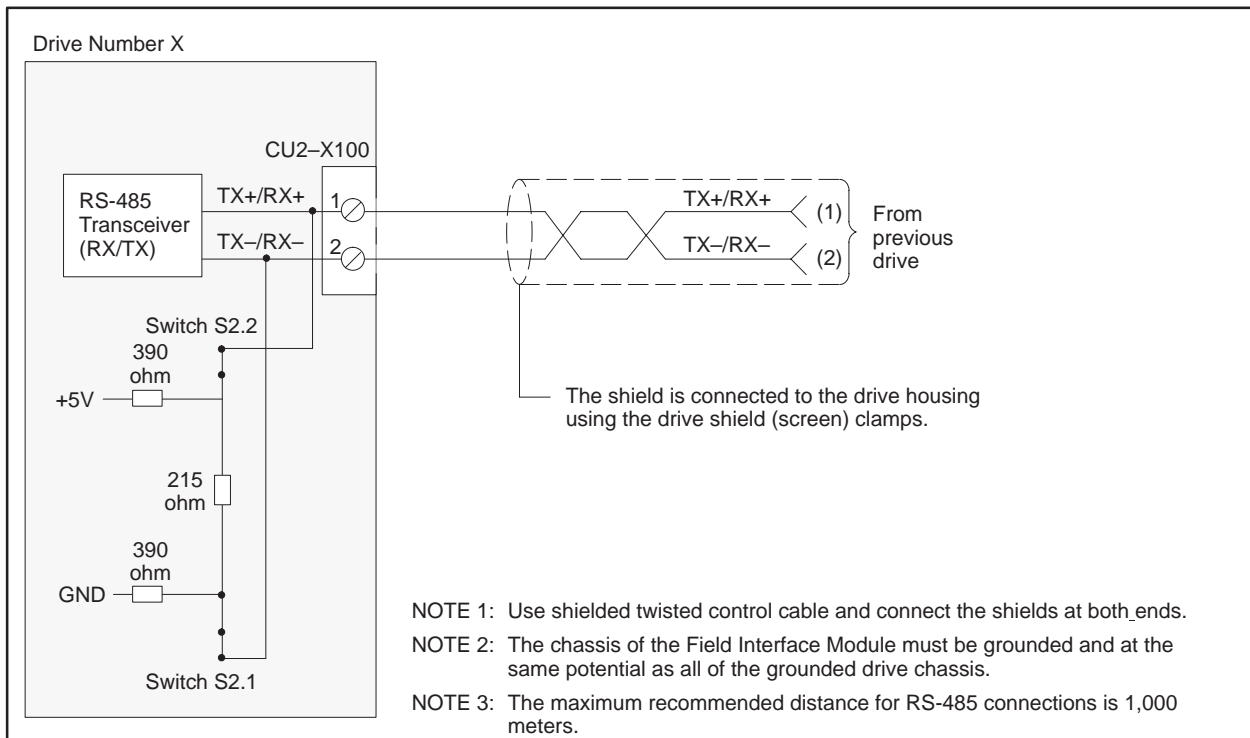 Drive Number X
CU2–X100
RS-485
Transceiver
(RX/TX)
TX+/RX+
TX–/RX–
1
2
TX+/RX+
TX–/RX–
(1)
(2)
From
previous
drive
Switch S2.2
390
ohm
+5V
The shield is connected to the drive housing
using the drive shield (screen) clamps.
215
ohm
390
ohm
GND
Switch S2.1
NOTE 1: Use shielded twisted control cable and connect the shields at both ends.
NOTE 2: The chassis of the Field Interface Module must be grounded and at the
same potential as all of the grounded drive chassis.
NOTE 3: The maximum recommended distance for RS-485 connections is 1,000
meters.